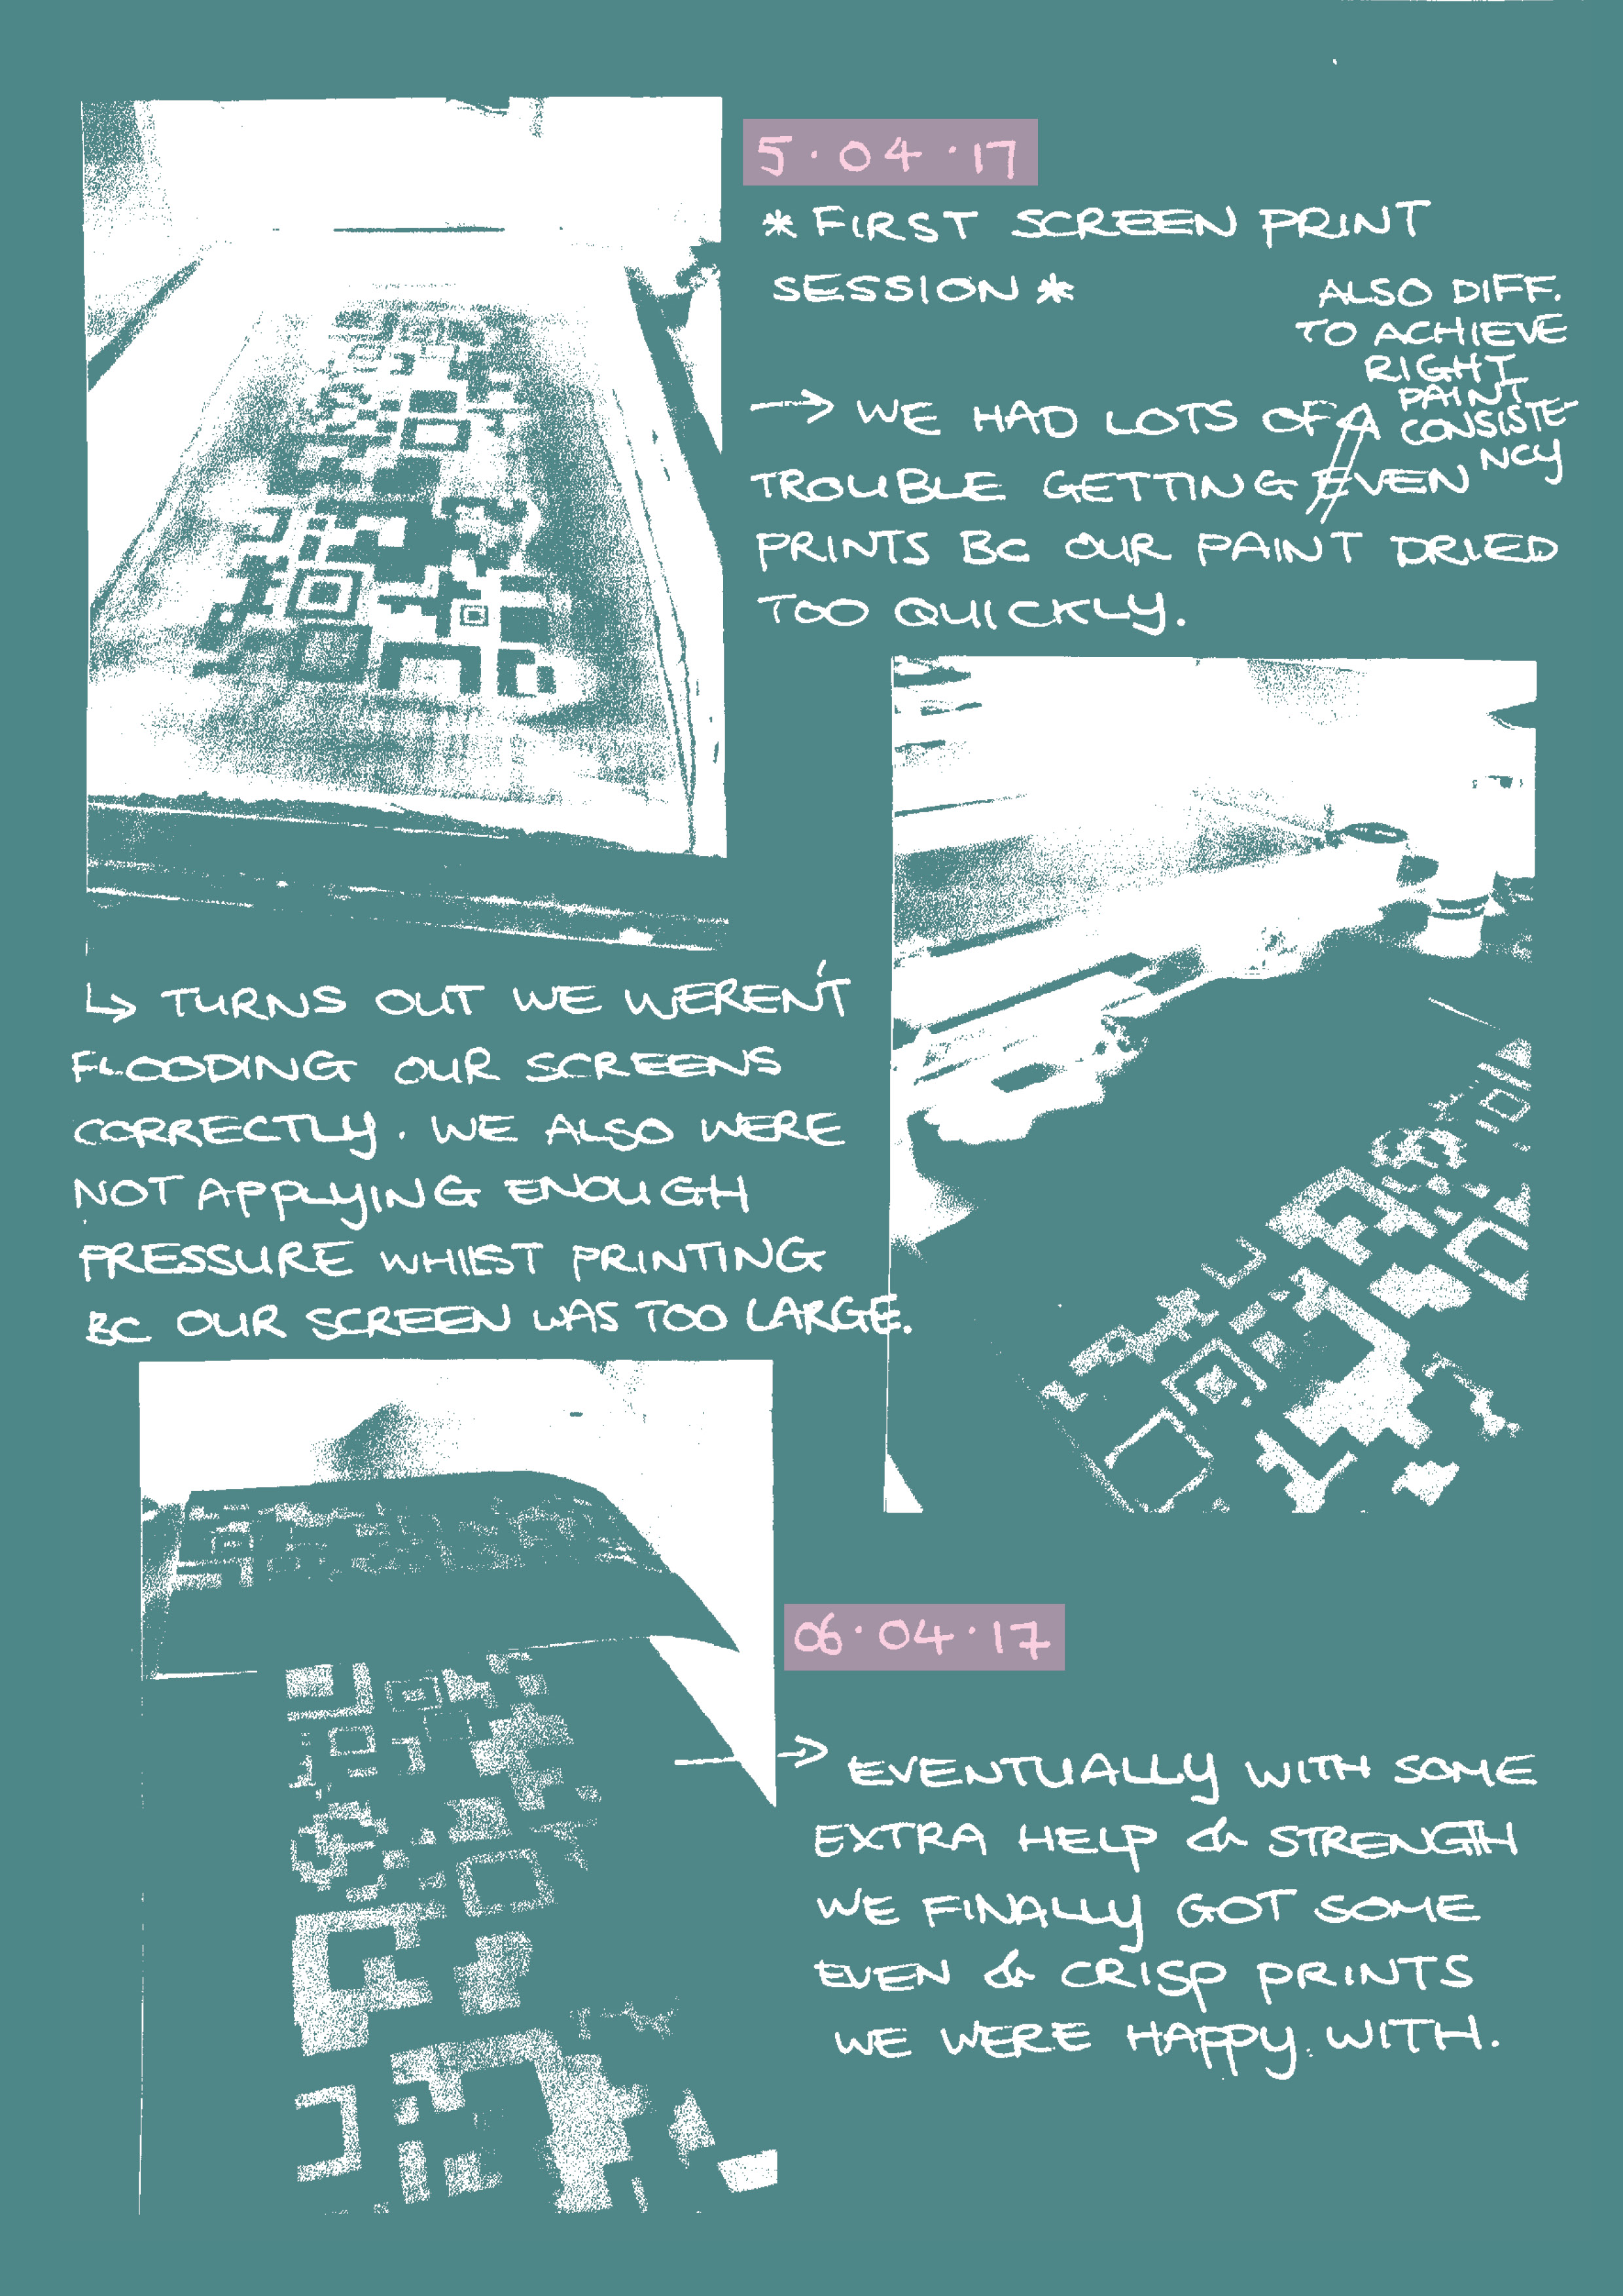 5·04·17
* FIRST SCREEN PRINT
SESSION *
ALSO DIFF.
TO ACHIEVE
RIGHT
PAINT
CONSISTE-
NCY
→ WE HAD LOTS OF
TROUBLE GETTING EVEN
PRINTS BC OUR PAINT DRIED
TOO QUICKLY.
↳ TURNS OUT WE WEREN'T
FLOODING OUR SCREENS
CORRECTLY. WE ALSO WERE
NOT APPLYING ENOUGH
PRESSURE WHILST PRINTING
BC OUR SCREEN WAS TOO LARGE.
06·04·17
→ EVENTUALLY WITH SOME
EXTRA HELP & STRENGTH
WE FINALLY GOT SOME
EVEN & CRISP PRINTS
WE WERE HAPPY WITH.